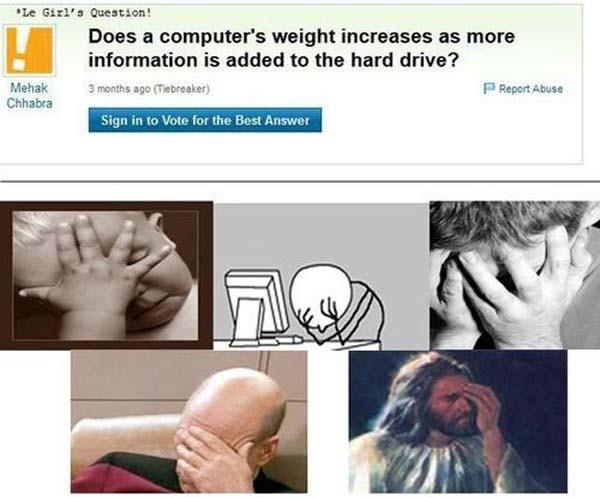 *Le Girl's Question!
Does a computer's weight increases as more
information is added to the hard drive?
Mehak
Chhabra
3 months ago (Tiebreaker)
Report Abuse
Sign in to Vote for the Best Answer